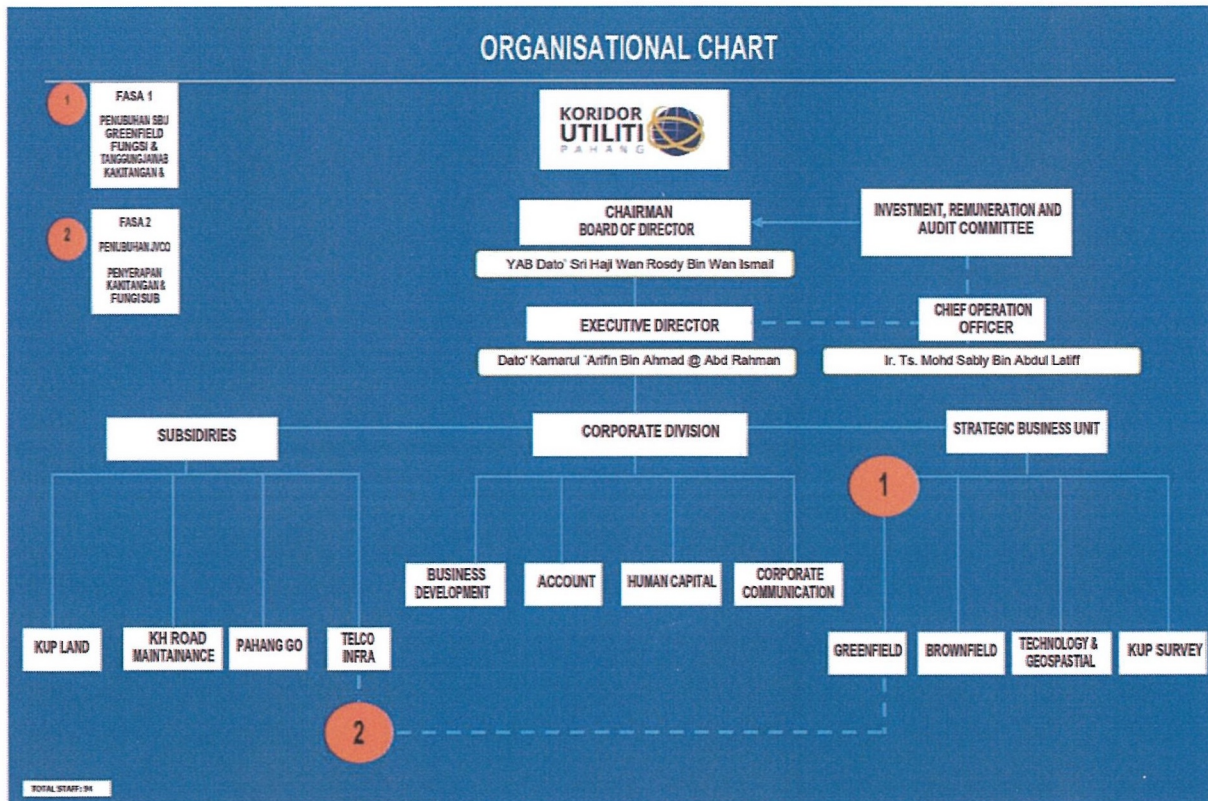 ORGANISATIONAL CHART
1
FASA 1
PENUBUHAN SBU
GREENFIELD
FUNGSI &
TANGGUNGJAWAB
KAKITANGAN &
2
FASA 2
PENUBUHAN JVCO
PENYERAPAN
KAKITANGAN &
FUNGI SUB
KORIDOR
UTILITI
PAHANG
CHAIRMAN
BOARD OF DIRECTOR
YAB Dato` Sri Haji Wan Rosdy Bin Wan Ismail
INVESTMENT, REMUNERATION AND
AUDIT COMMITTEE
EXECUTIVE DIRECTOR
Dato' Kamarul `Arifin Bin Ahmad @ Abd Rahman
CHIEF OPERATION
OFFICER
Ir. Ts. Mohd Sably Bin Abdul Latiff
SUBSIDIRIES
CORPORATE DIVISION
STRATEGIC BUSINESS UNIT
1
BUSINESS
DEVELOPMENT
ACCOUNT
HUMAN CAPITAL
CORPORATE
COMMUNICATION
KUP LAND
KH ROAD
MAINTAINANCE
PAHANG GO
TELCO
INFRA
GREENFIELD
BROWNFIELD
TECHNOLOGY &
GEOSPASTIAL
KUP SURVEY
2
TOTAL STAFF: 94